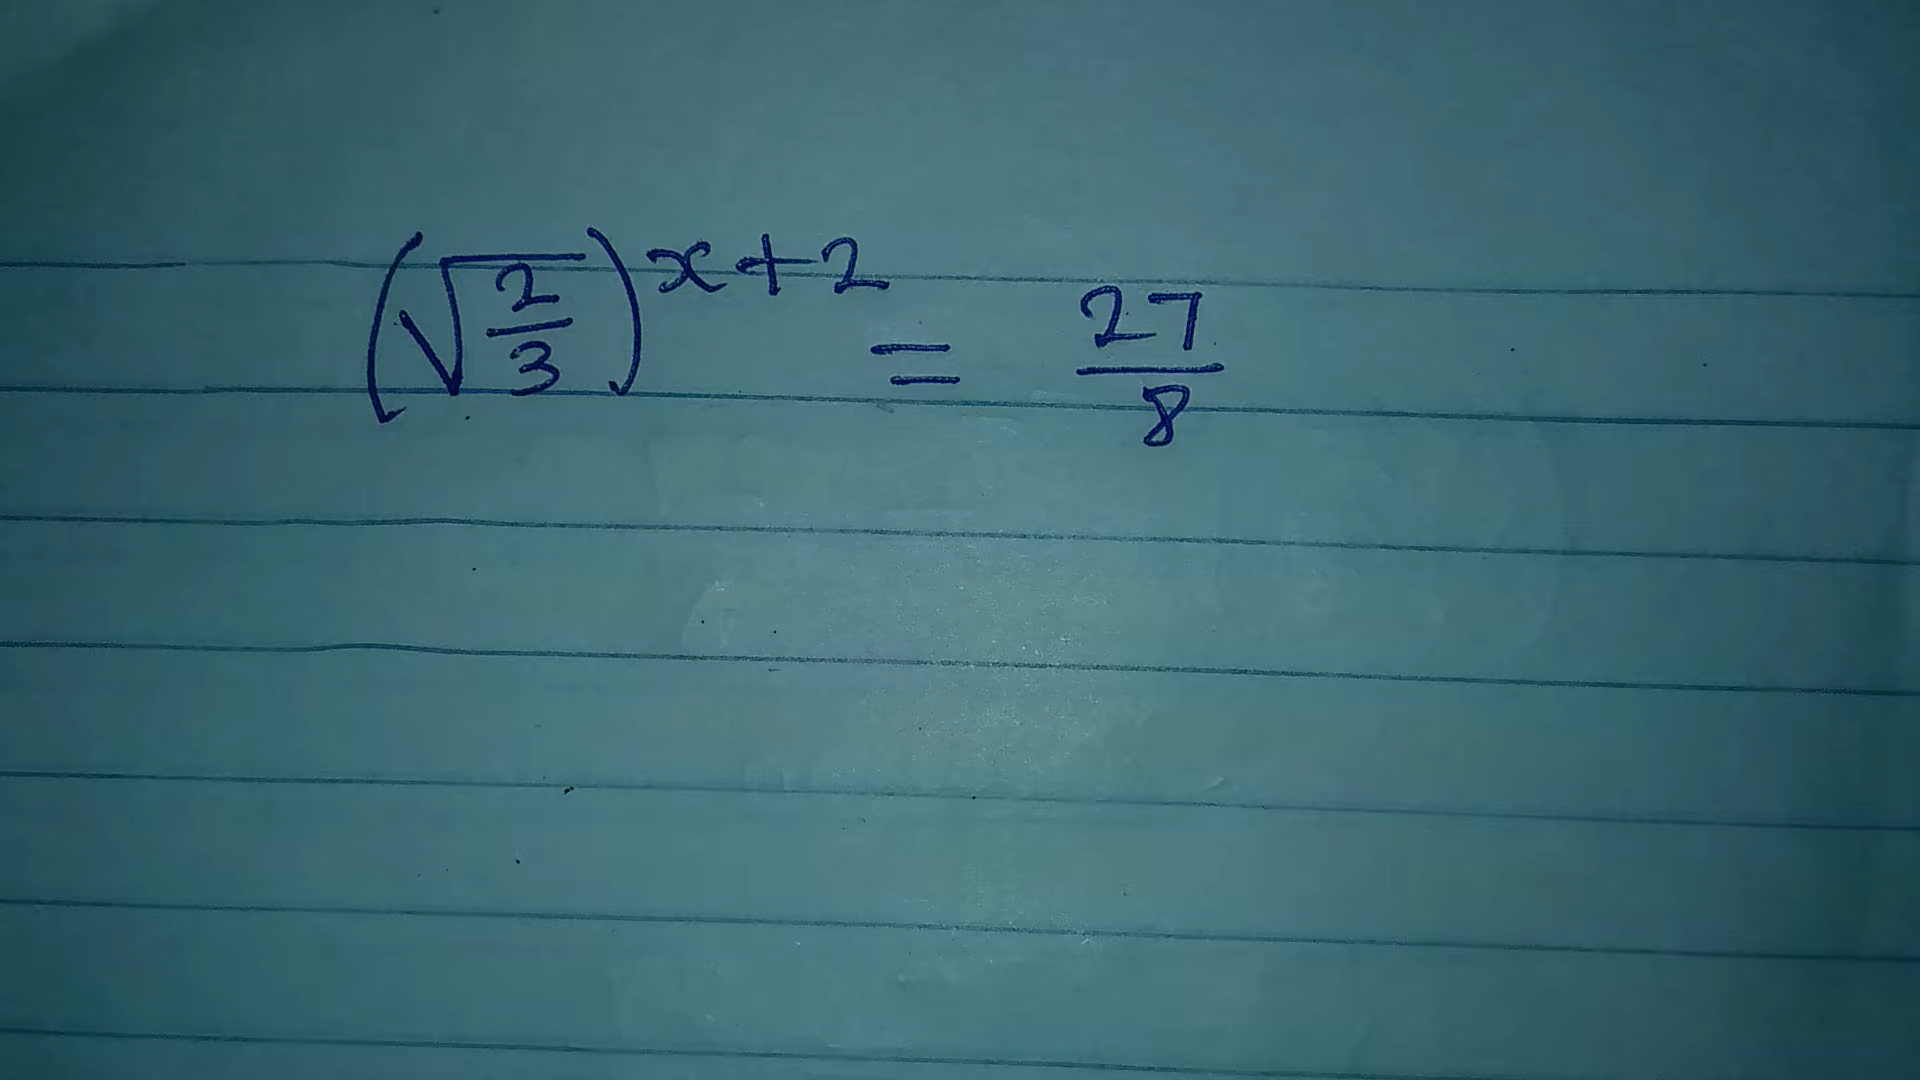 (√2/3)^x+2 = 27/8